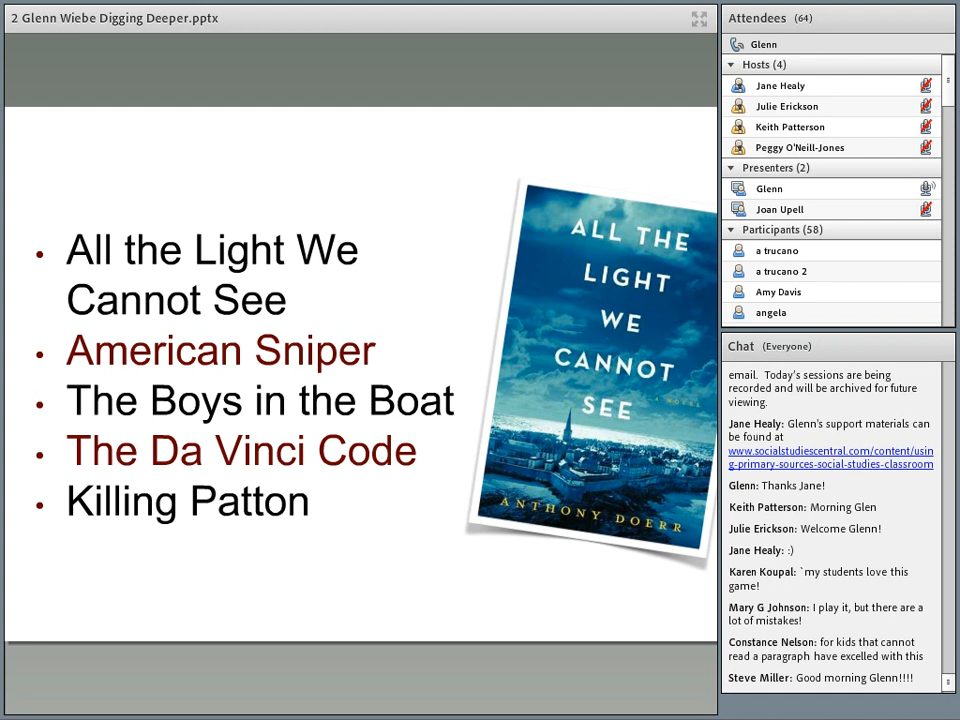 2 Glenn Wiebe Digging Deeper.pptx
• All the Light We
Cannot See
• American Sniper
• The Boys in the Boat
• The Da Vinci Code
• Killing Patton
ALL THE
LIGHT
WE
CANNOT
SEE
A NOVEL
ANTHONY DOERR
Attendees (64)
Glenn
Hosts (4)
Jane Healy
Julie Erickson
Keith Patterson
Peggy O'Neill-Jones
Presenters (2)
Glenn
Joan Upell
Participants (58)
a trucano
a trucano 2
Amy Davis
angela
Chat (Everyone)
email. Today's sessions are being
recorded and will be archived for future
viewing.
Jane Healy: Glenn's support materials can
be found at
www.socialstudiescentral.com/content/usin
g-primary-sources-social-studies-classroom
Glenn: Thanks Jane!
Keith Patterson: Morning Glen
Julie Erickson: Welcome Glenn!
Jane Healy: :)
Karen Koupal: `my students love this
game!
Mary G Johnson: I play it, but there are a
lot of mistakes!
Constance Nelson: for kids that cannot
read a paragraph have excelled with this
Steve Miller: Good morning Glenn!!!!